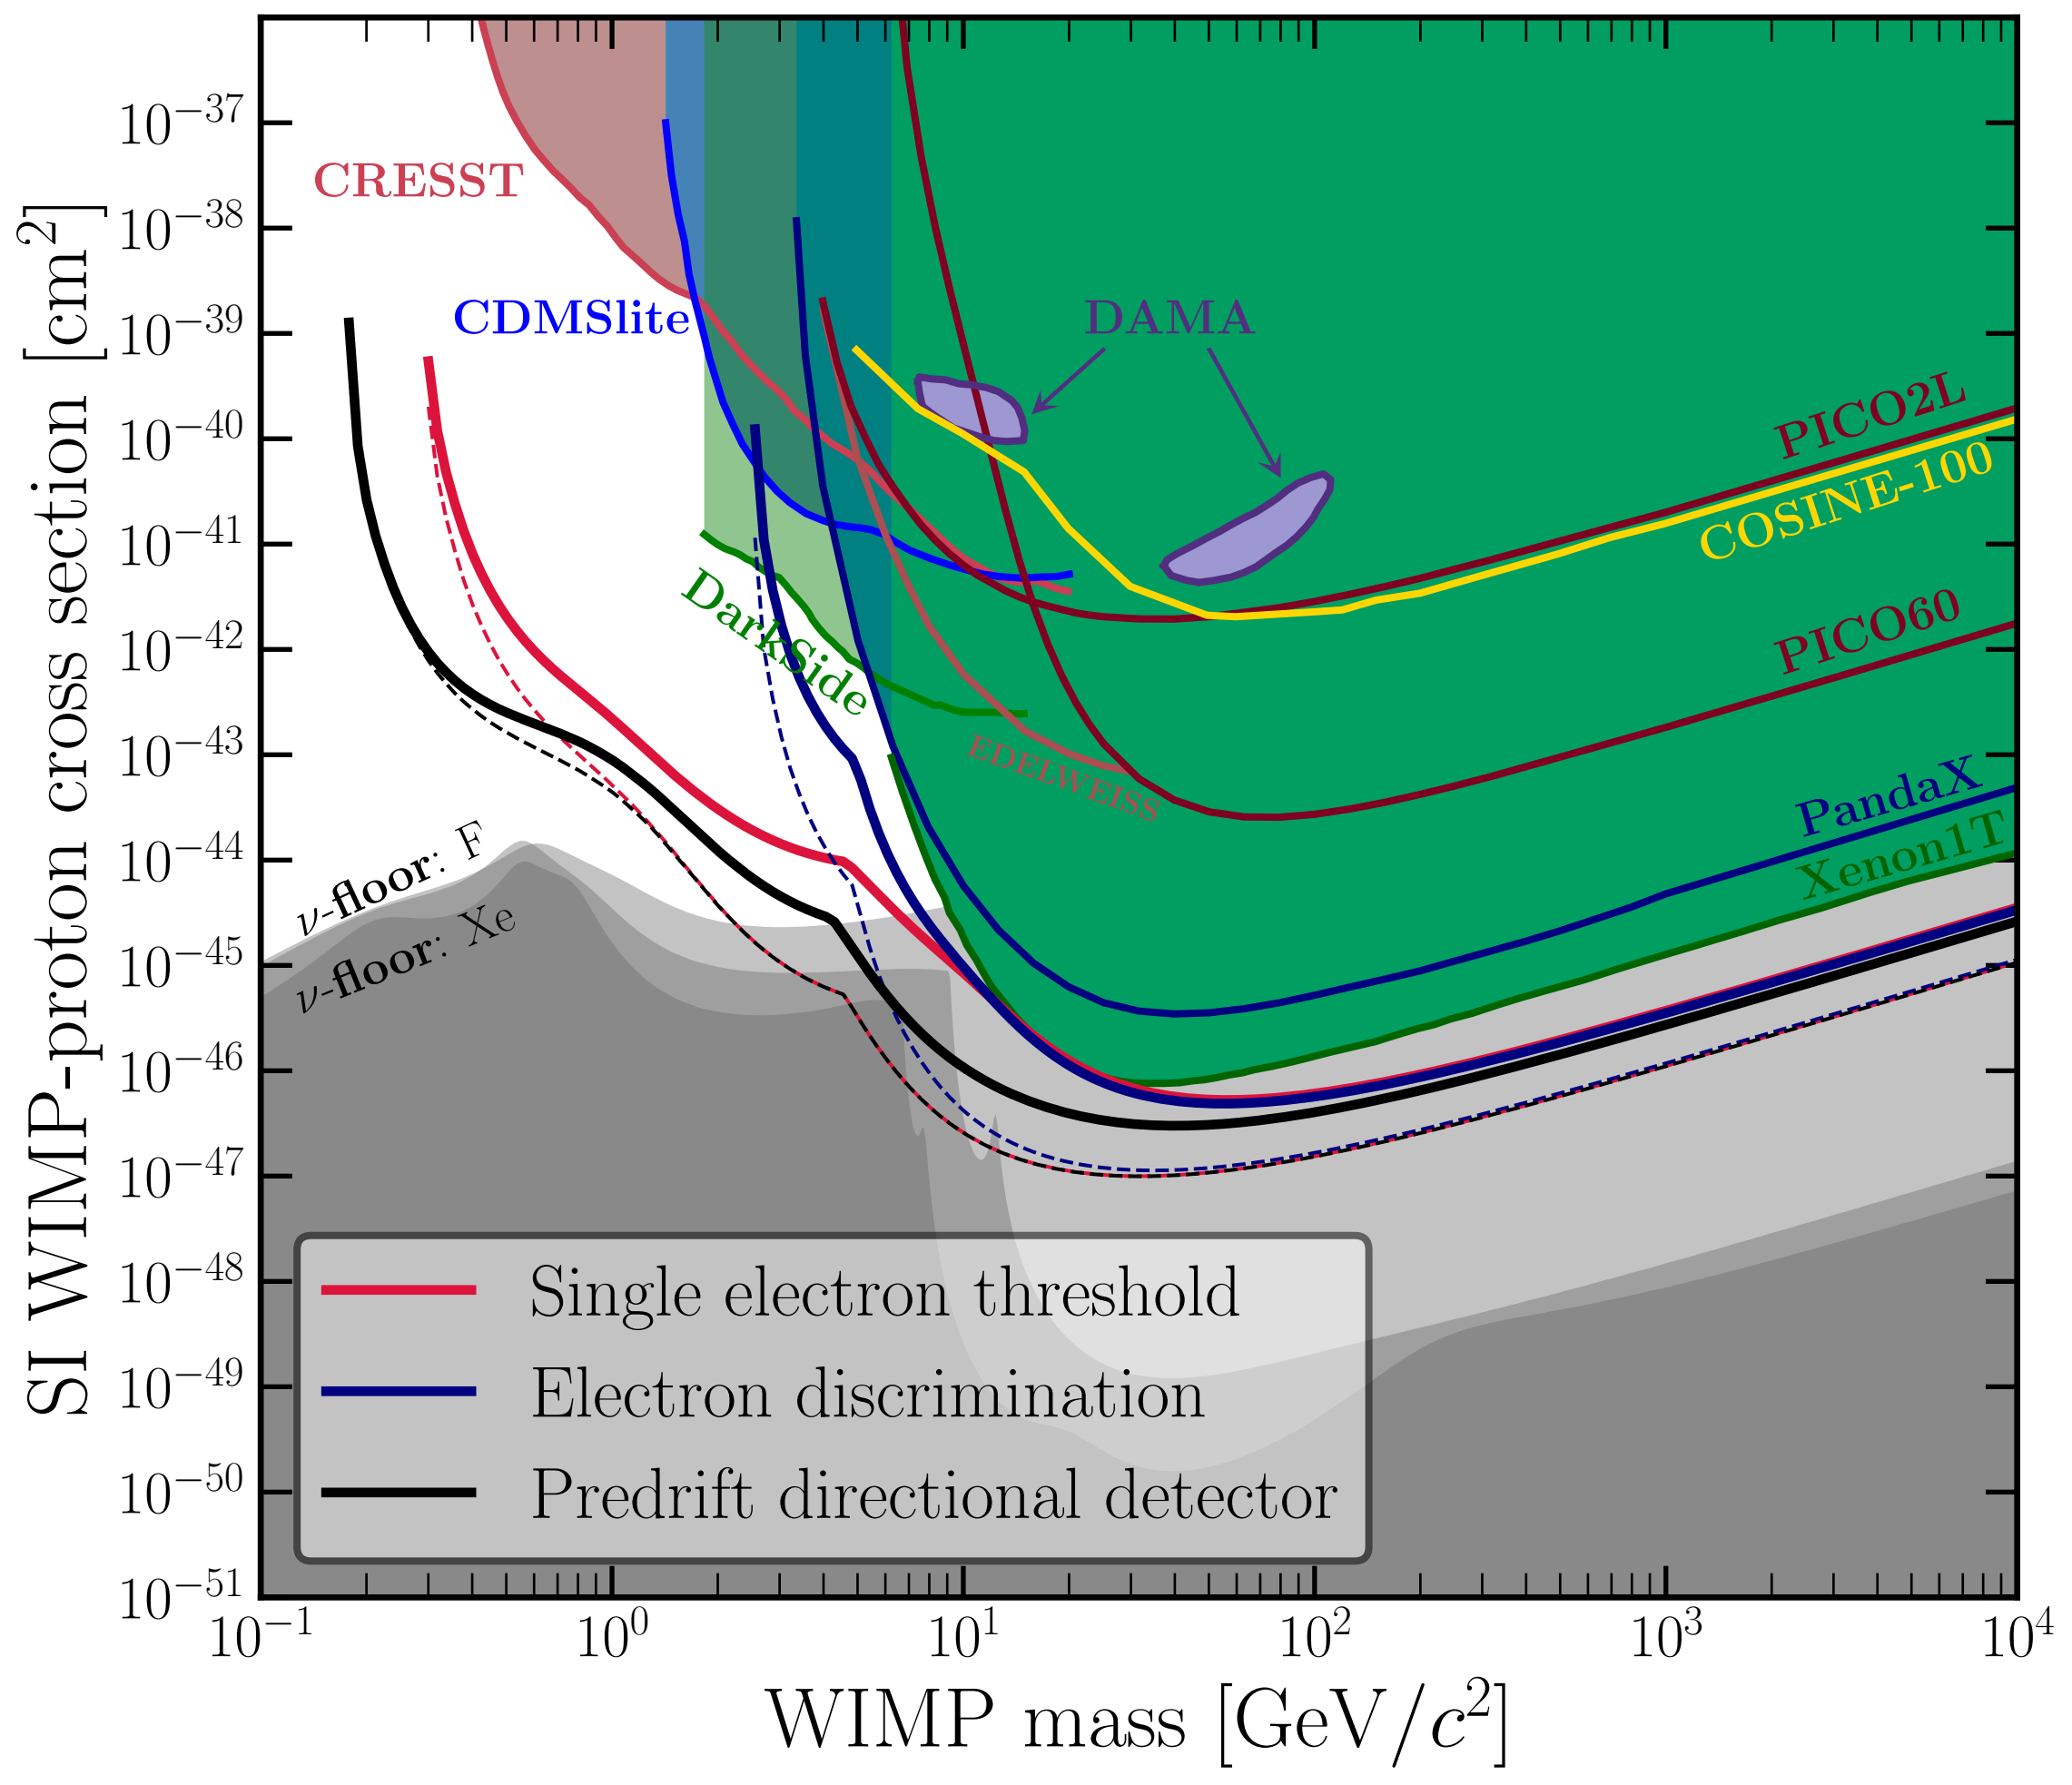 SI WIMP-proton cross section [cm²]
10⁻³⁷
10⁻³⁸
10⁻³⁹
10⁻⁴⁰
10⁻⁴¹
10⁻⁴²
10⁻⁴³
10⁻⁴⁴
10⁻⁴⁵
10⁻⁴⁶
10⁻⁴⁷
10⁻⁴⁸
10⁻⁴⁹
10⁻⁵⁰
10⁻⁵¹
CRESST
CDMSlite
DAMA
PICO2L
COSINE-100
DarkSide
PICO60
EDELWEISS
PandaX
Xenon1T
ν-floor: F
ν-floor: Xe
Single electron threshold
Electron discrimination
Predrift directional detector
10⁻¹
10⁰
10¹
10²
10³
10⁴
WIMP mass [GeV/c²]